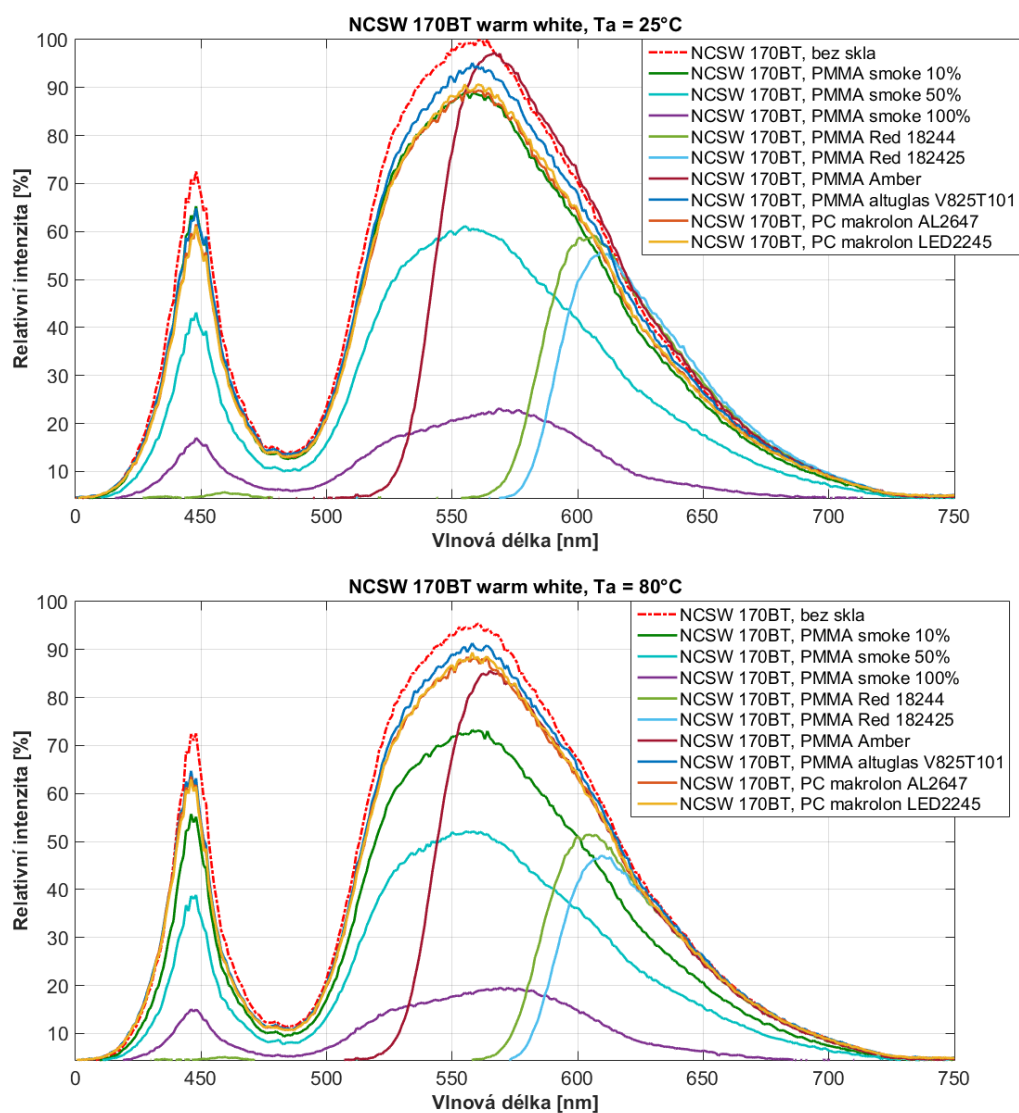 NCSW 170BT warm white, Ta = 25°C
100
90
80
70
60
50
40
30
20
10
Relativní intenzita [%]
NCSW 170BT, bez skla
NCSW 170BT, PMMA smoke 10%
NCSW 170BT, PMMA smoke 50%
NCSW 170BT, PMMA smoke 100%
NCSW 170BT, PMMA Red 18244
NCSW 170BT, PMMA Red 182425
NCSW 170BT, PMMA Amber
NCSW 170BT, PMMA altuglas V825T101
NCSW 170BT, PC makrolon AL2647
NCSW 170BT, PC makrolon LED2245
0 450 500 550 600 650 700 750
Vlnová délka [nm]
NCSW 170BT warm white, Ta = 80°C
100
90
80
70
60
50
40
30
20
10
Relativní intenzita [%]
NCSW 170BT, bez skla
NCSW 170BT, PMMA smoke 10%
NCSW 170BT, PMMA smoke 50%
NCSW 170BT, PMMA smoke 100%
NCSW 170BT, PMMA Red 18244
NCSW 170BT, PMMA Red 182425
NCSW 170BT, PMMA Amber
NCSW 170BT, PMMA altuglas V825T101
NCSW 170BT, PC makrolon AL2647
NCSW 170BT, PC makrolon LED2245
0 450 500 550 600 650 700 750
Vlnová délka [nm]